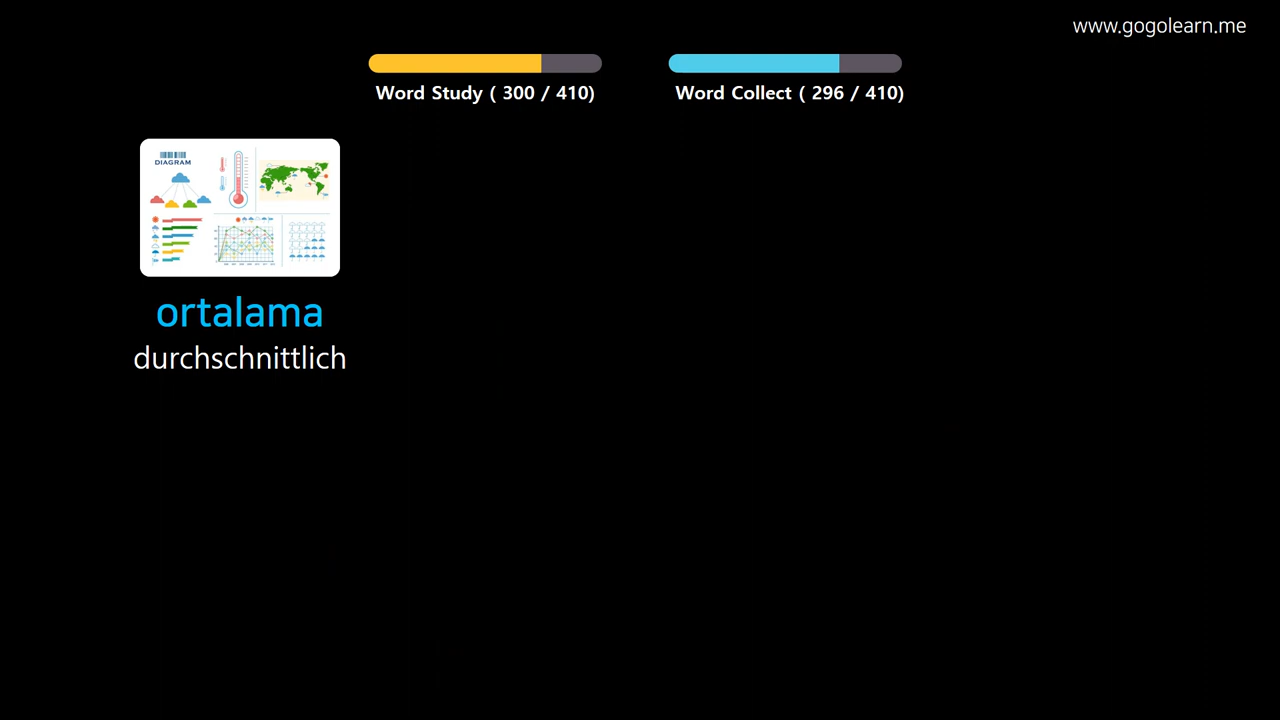 www.gogolearn.me
Word Study ( 300 / 410)
Word Collect ( 296 / 410)
DIAGRAM
ortalama
durchschnittlich